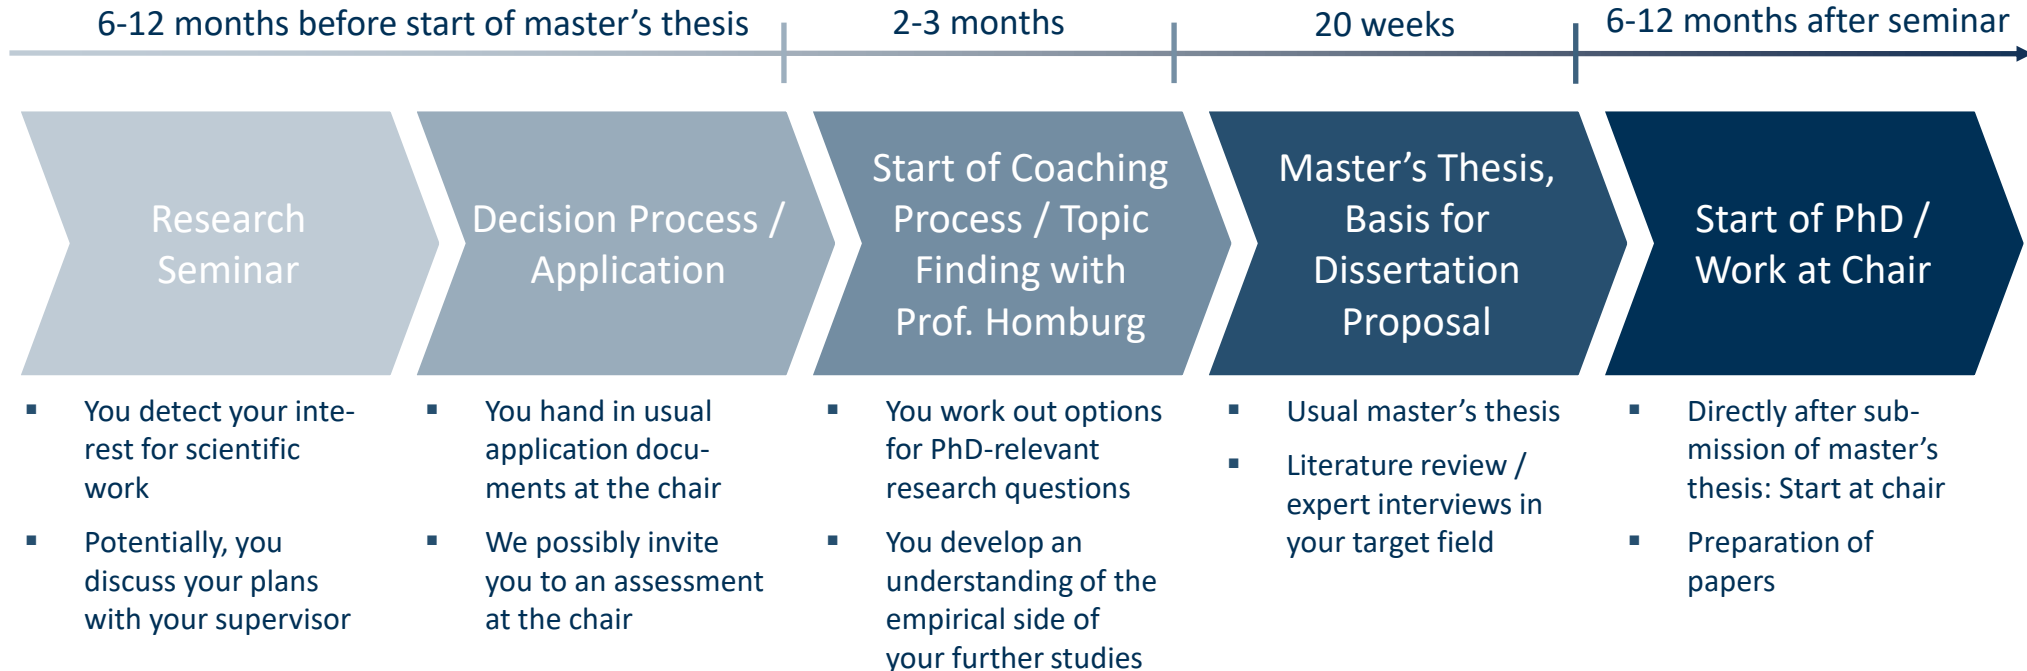 6-12 months before start of master’s thesis
2-3 months
20 weeks
6-12 months after seminar
Research
Seminar
Decision Process /
Application
Start of Coaching
Process / Topic
Finding with
Prof. Homburg
Master’s Thesis,
Basis for
Dissertation
Proposal
Start of PhD /
Work at Chair
▪ You detect your inte-
rest for scientific
work
▪ Potentially, you
discuss your plans
with your supervisor
▪ You hand in usual
application docu-
ments at the chair
▪ We possibly invite
you to an assessment
at the chair
▪ You work out options
for PhD-relevant
research questions
▪ You develop an
understanding of the
empirical side of
your further studies
▪ Usual master’s thesis
▪ Literature review /
expert interviews in
your target field
▪ Directly after sub-
mission of master’s
thesis: Start at chair
▪ Preparation of
papers